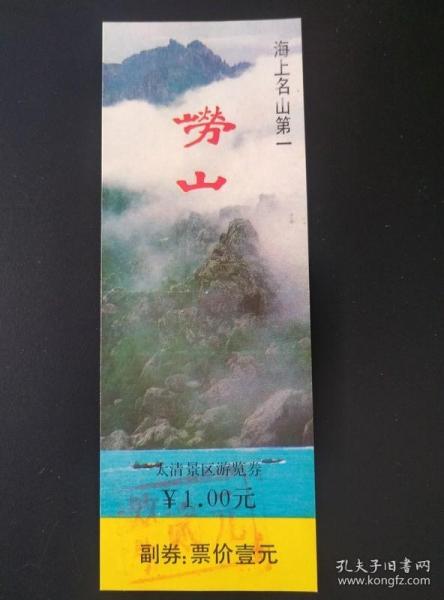 海上名山第一
嶗山
太清景区游览券
￥1.00元
副券：票价壹元
孔夫子旧书网
www.kongfz.com